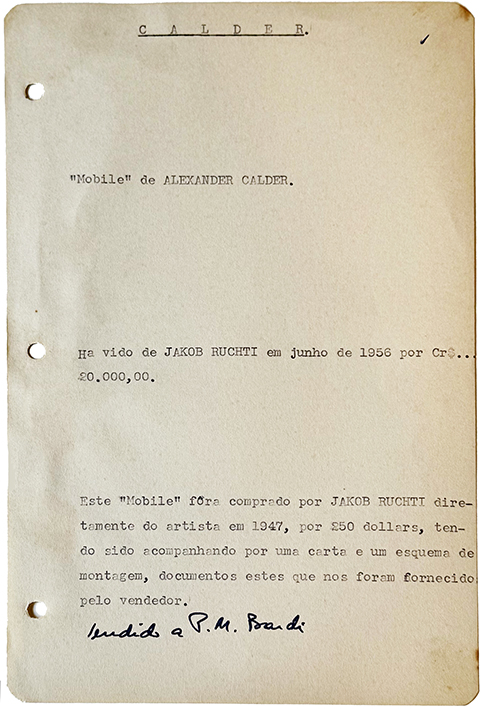 C A L D E R.
"Mobile" de ALEXANDER CALDER.
Ha vido de JAKOB RUCHTI em junho de 1956 por Cr$...
20.000,00.
Este "Mobile" fôra comprado por JAKOB RUCHTI dire-
tamente do artista em 1947, por 250 dollars, ten-
do sido acompanhando por uma carta e um esquema de
montagem, documentos estes que nos foram fornecido
pelo vendedor.
Vendido a P. M. Bardi